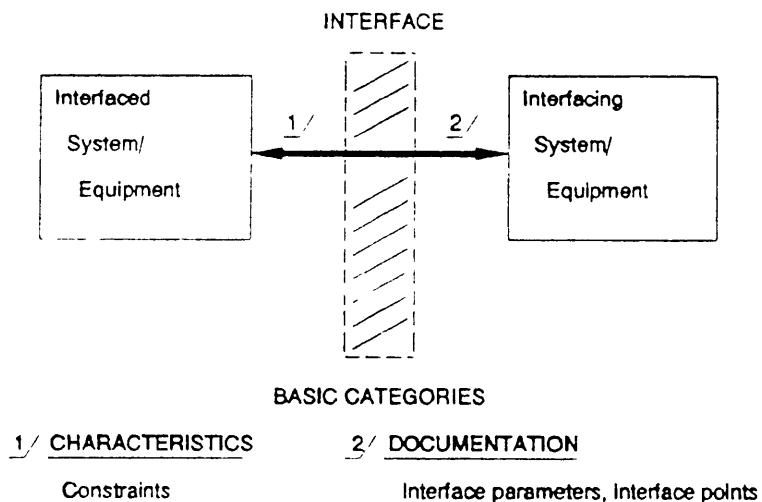 INTERFACE
Interfaced
System/
Equipment
1/
2/
Interfacing
System/
Equipment
BASIC CATEGORIES
1/ CHARACTERISTICS
2/ DOCUMENTATION
Constraints
Interface parameters, Interface points